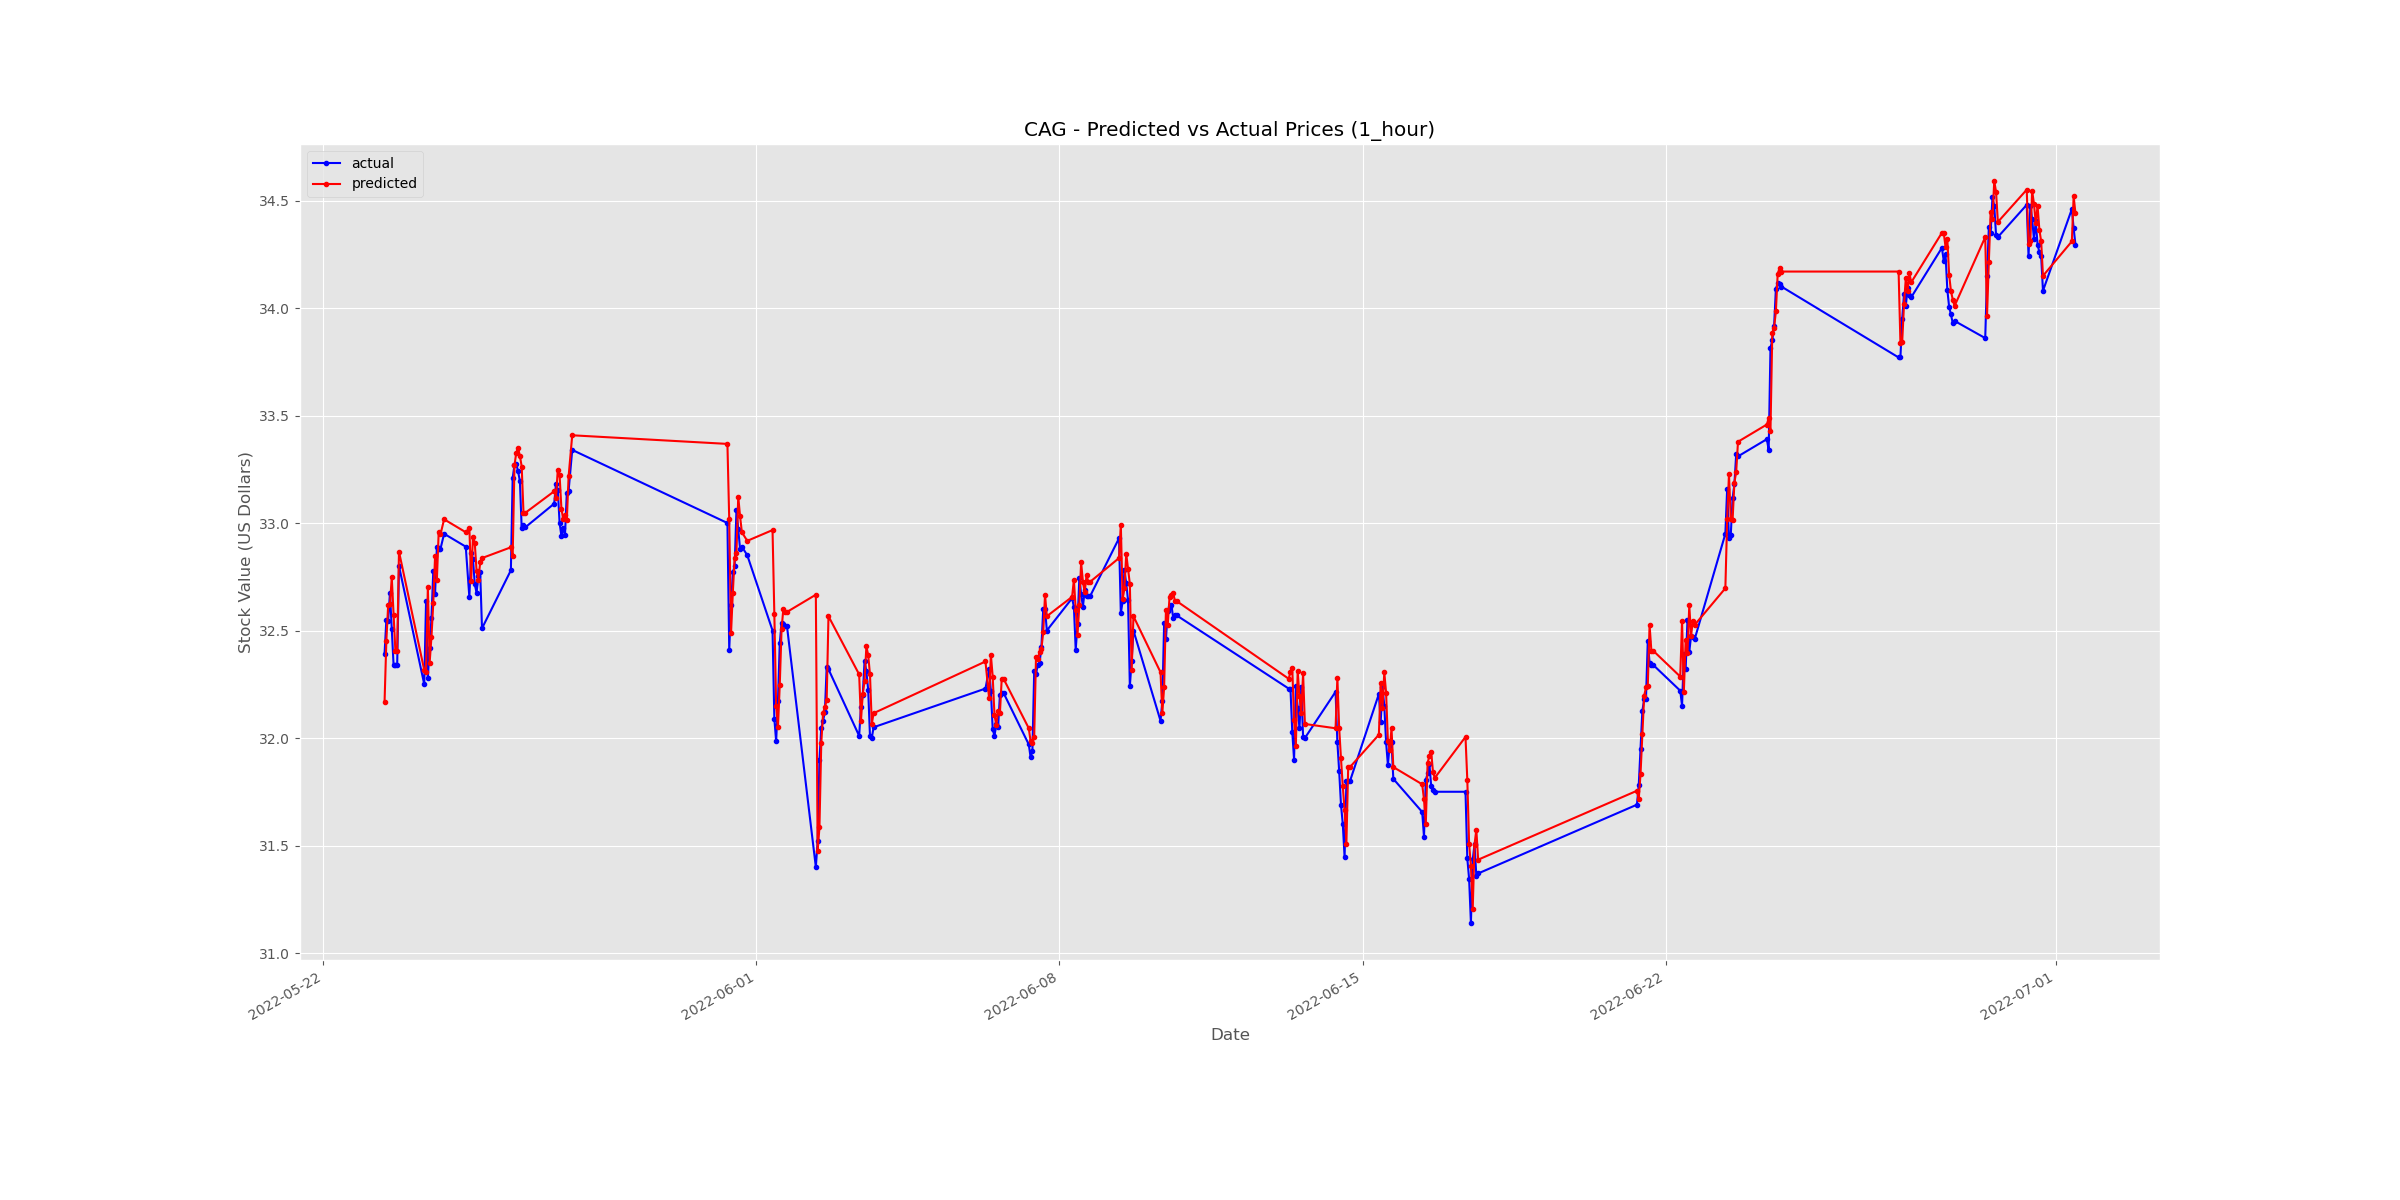 CAG - Predicted vs Actual Prices (1_hour)
actual
predicted
34.5
34.0
33.5
33.0
32.5
32.0
31.5
31.0
Stock Value (US Dollars)
2022-05-22
2022-06-01
2022-06-08
2022-06-15
2022-06-22
2022-07-01
Date